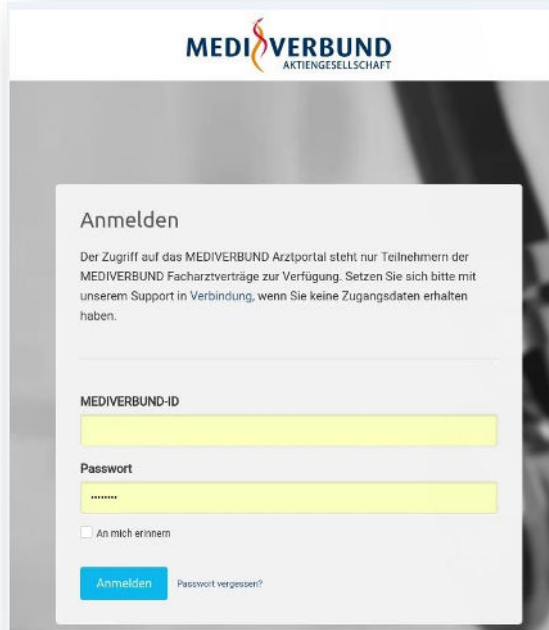 MEDIVERBUND
AKTIENGESELLSCHAFT
Anmelden
Der Zugriff auf das MEDIVERBUND Arztportal steht nur Teilnehmern der
MEDIVERBUND Facharztverträge zur Verfügung. Setzen Sie sich bitte mit
unserem Support in Verbindung, wenn Sie keine Zugangsdaten erhalten
haben.
MEDIVERBUND-ID
Passwort
........
An mich erinnern
Anmelden Passwort vergessen?